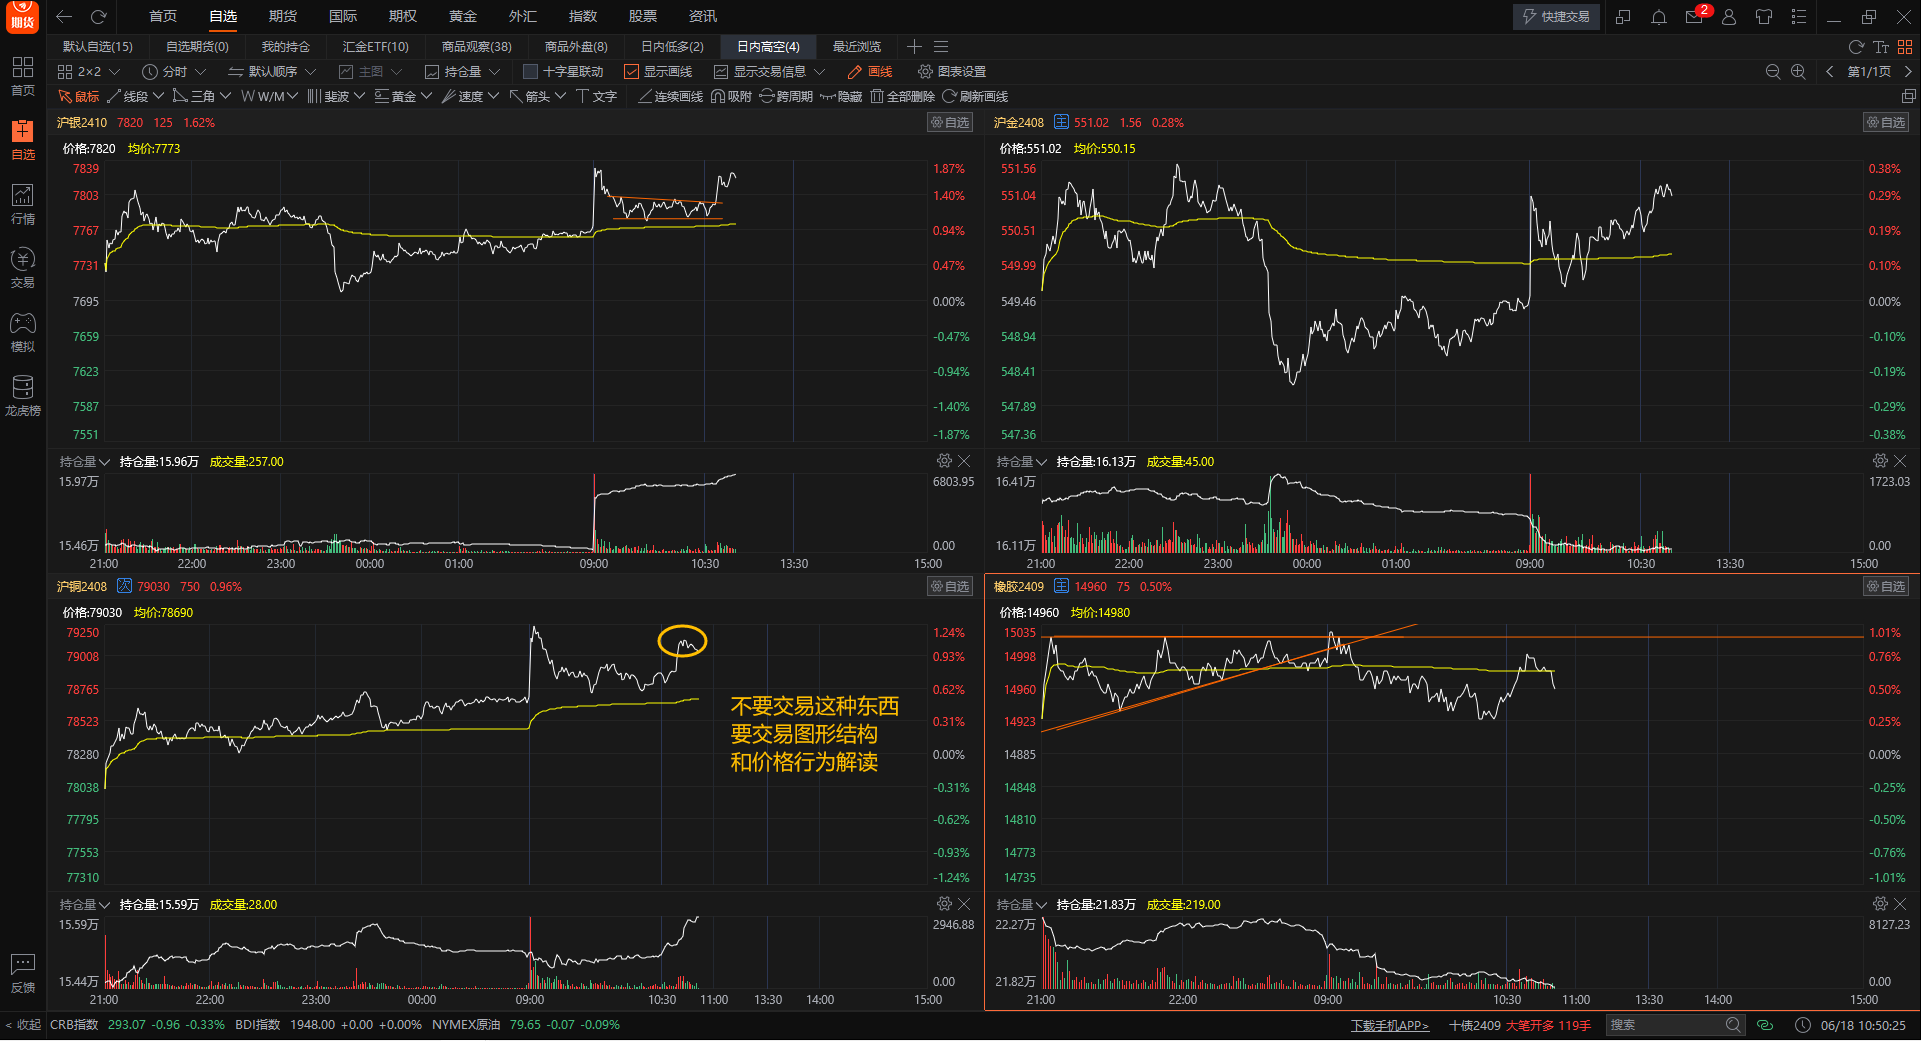 期货 首页 自选 期货 国际 期权 黄金 外汇 指数 股票 资讯 快捷交易 2
默认自选(15) 自选期货(0) 我的持仓 汇金ETF(10) 商品观察(38) 商品外盘(8) 日内低多(2) 日内高空(4) 最近浏览
2×2 分时 默认顺序 主图 持仓量 十字星联动 显示画线 显示交易信息 画线 图表设置 第1/1页
鼠标 线段 三角 W/M 斐波 黄金 速度 箭头 文字 连续画线 吸附 跨周期 隐藏 全部删除 刷新画线
首页
自选
行情
交易
模拟
龙虎榜
反馈
沪银2410 7820 125 1.62% 自选
价格:7820 均价:7773
7839 1.87%
7803 1.40%
7767 0.94%
7731 0.47%
7695 0.00%
7659 -0.47%
7623 -0.94%
7587 -1.40%
7551 -1.87%
持仓量 持仓量:15.96万 成交量:257.00
15.97万 6803.95
15.46万 0.00
21:00 22:00 23:00 00:00 01:00 09:00 10:30 13:30 15:00
沪金2408 主 551.02 1.56 0.28% 自选
价格:551.02 均价:550.15
551.56 0.38%
551.04 0.29%
550.51 0.19%
549.99 0.10%
549.46 0.00%
548.94 -0.10%
548.41 -0.19%
547.89 -0.29%
547.36 -0.38%
持仓量 持仓量:16.13万 成交量:45.00
16.41万 1723.03
16.11万 0.00
21:00 22:00 23:00 00:00 01:00 09:00 10:30 13:30 15:00
沪铜2408 次 79030 750 0.96% 自选
价格:79030 均价:78690
79250 1.24%
79008 0.93%
78765 0.62%
78523 0.31%
78280 0.00%
78038 -0.31%
77795 -0.62%
77553 -0.93%
77310 -1.24%
不要交易这种东西
要交易图形结构
和价格行为解读
持仓量 持仓量:15.59万 成交量:28.00
15.59万 2946.88
15.44万 0.00
21:00 22:00 23:00 00:00 09:00 10:30 11:00 13:30 14:00 15:00
橡胶2409 主 14960 75 0.50% 自选
价格:14960 均价:14980
15035 1.01%
14998 0.76%
14960 0.50%
14923 0.25%
14885 0.00%
14848 -0.25%
14810 -0.50%
14773 -0.76%
14735 -1.01%
持仓量 持仓量:21.83万 成交量:219.00
22.27万 8127.23
21.82万 0.00
21:00 22:00 09:00 10:30 11:00 13:30 14:00 15:00
< 收起 CRB指数 293.07 -0.96 -0.33% BDI指数 1948.00 +0.00 +0.00% NYMEX原油 79.65 -0.07 -0.09% 下载手机APP> 十债2409 大笔开多 119手 搜索 06/18 10:50:25